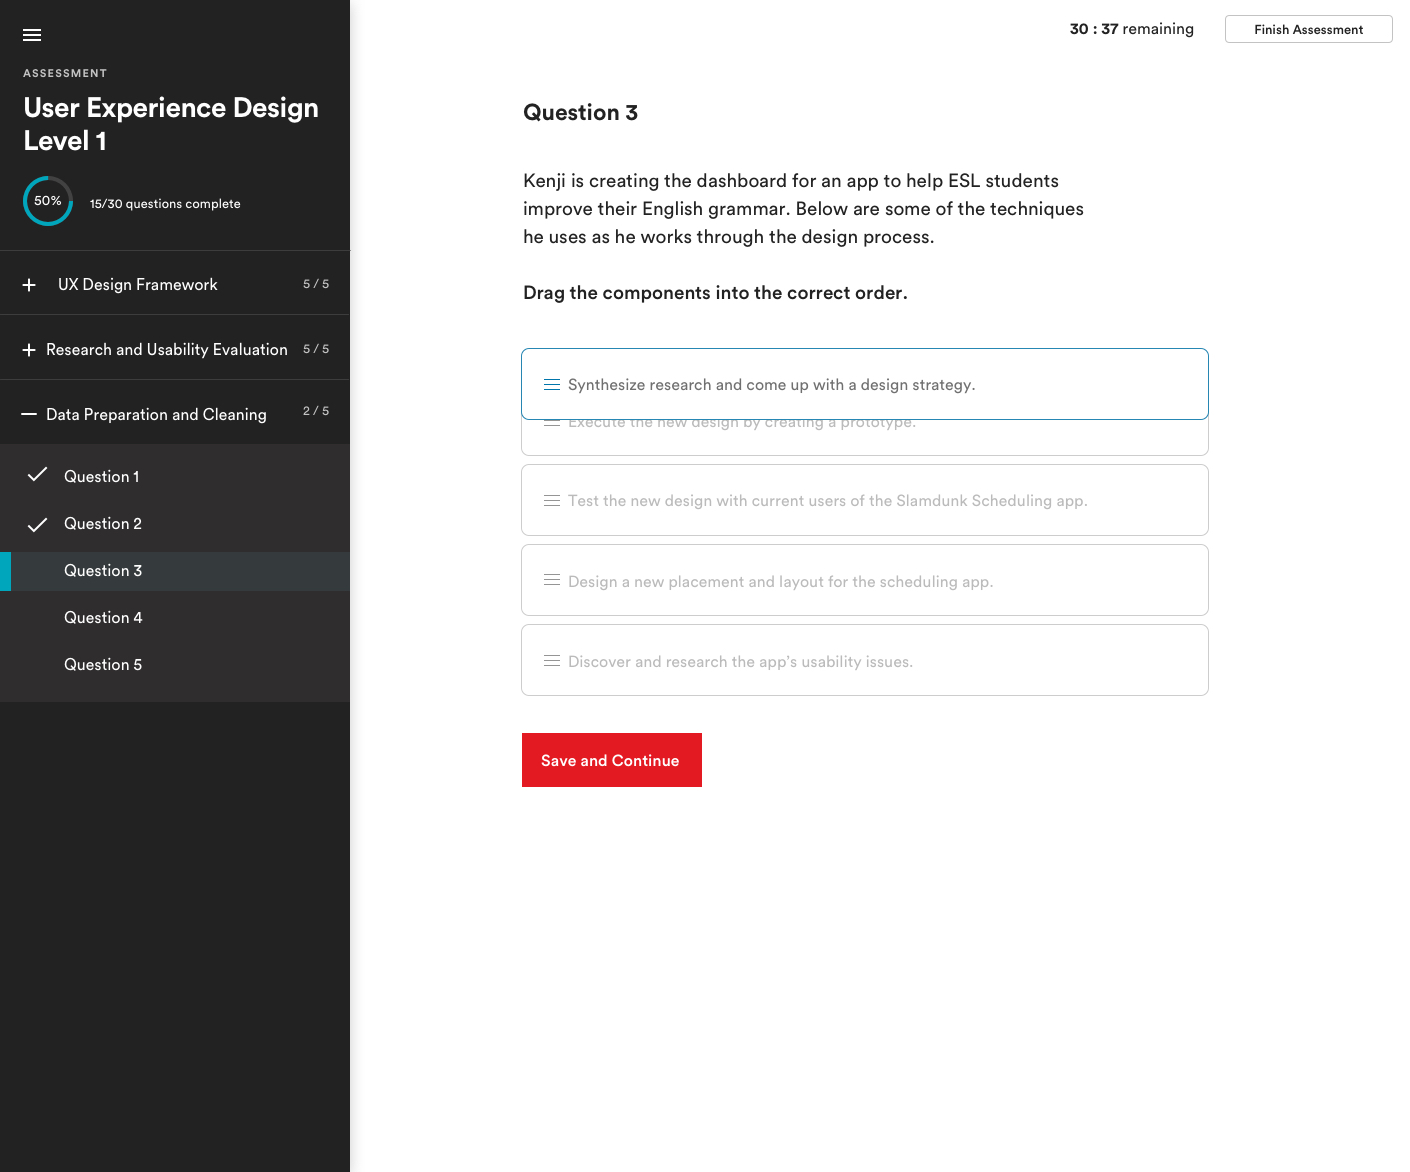 ASSESSMENT
User Experience Design
Level 1
50%
15/30 questions complete
UX Design Framework 5 / 5
Research and Usability Evaluation 5 / 5
Data Preparation and Cleaning 2 / 5
Question 1
Question 2
Question 3
Question 4
Question 5
30 : 37 remaining
Finish Assessment
Question 3
Kenji is creating the dashboard for an app to help ESL students
improve their English grammar. Below are some of the techniques
he uses as he works through the design process.
Drag the components into the correct order.
Synthesize research and come up with a design strategy.
Execute the new design by creating a prototype.
Test the new design with current users of the Slamdunk Scheduling app.
Design a new placement and layout for the scheduling app.
Discover and research the app's usability issues.
Save and Continue